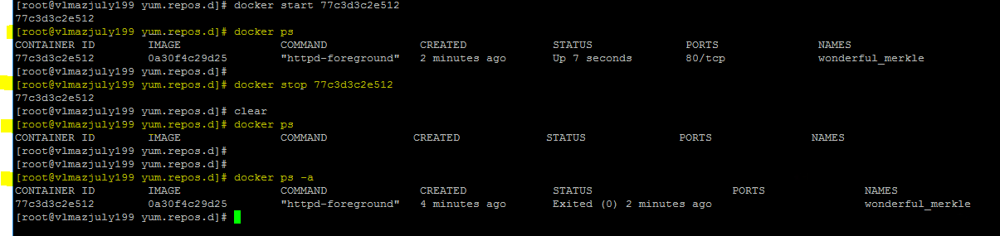 [root@vlmazjuly199 yum.repos.d]# docker start 77c3d3c2e512
77c3d3c2e512
[root@vlmazjuly199 yum.repos.d]# docker ps
CONTAINER ID        IMAGE               COMMAND              CREATED             STATUS              PORTS               NAMES
77c3d3c2e512        0a30f4c29d25        "httpd-foreground"   2 minutes ago       Up 7 seconds        80/tcp              wonderful_merkle
[root@vlmazjuly199 yum.repos.d]#
[root@vlmazjuly199 yum.repos.d]# docker stop 77c3d3c2e512
77c3d3c2e512
[root@vlmazjuly199 yum.repos.d]# clear
[root@vlmazjuly199 yum.repos.d]# docker ps
CONTAINER ID        IMAGE               COMMAND             CREATED             STATUS              PORTS               NAMES
[root@vlmazjuly199 yum.repos.d]#
[root@vlmazjuly199 yum.repos.d]#
[root@vlmazjuly199 yum.repos.d]# docker ps -a
CONTAINER ID        IMAGE               COMMAND              CREATED             STATUS                     PORTS               NAMES
77c3d3c2e512        0a30f4c29d25        "httpd-foreground"   4 minutes ago       Exited (0) 2 minutes ago                       wonderful_merkle
[root@vlmazjuly199 yum.repos.d]#